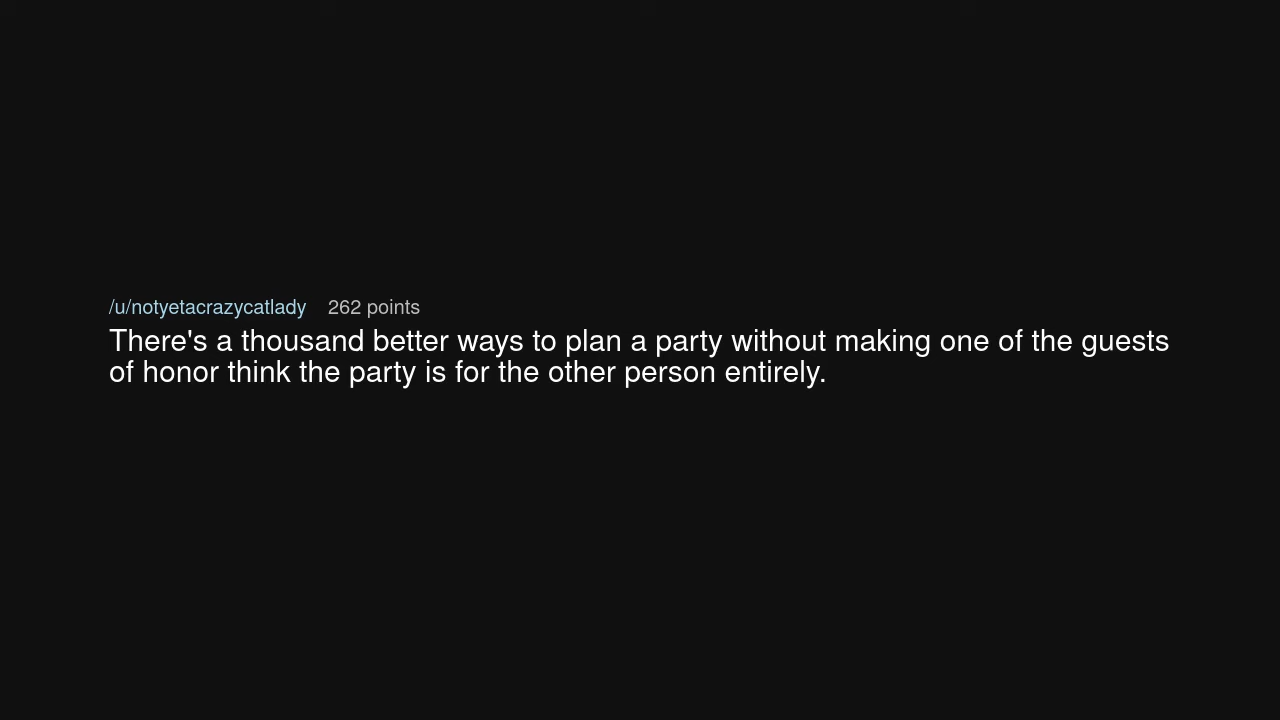 /u/notyetacrazycatlady 262 points
There's a thousand better ways to plan a party without making one of the guests
of honor think the party is for the other person entirely.